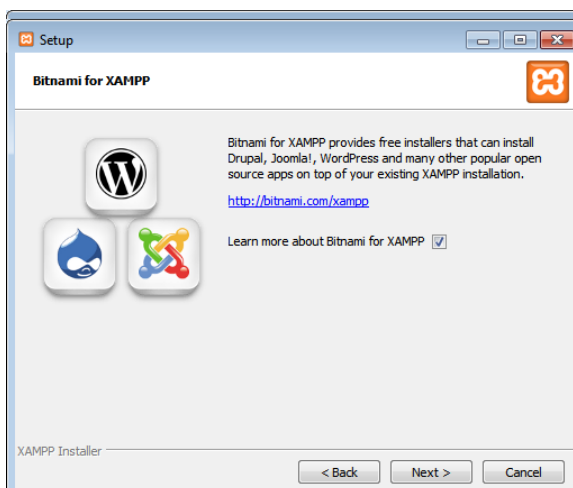 Setup
Bitnami for XAMPP
Bitnami for XAMPP provides free installers that can install
Drupal, Joomla!, WordPress and many other popular open
source apps on top of your existing XAMPP installation.
http://bitnami.com/xampp
Learn more about Bitnami for XAMPP
XAMPP Installer
< Back
Next >
Cancel